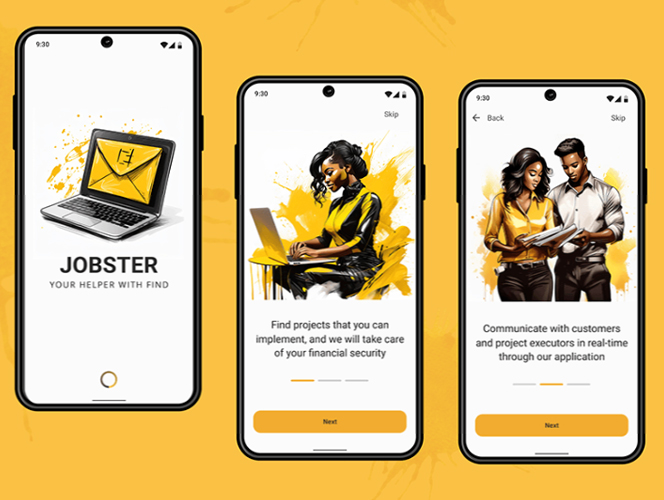 9:30
JOBSTER
YOUR HELPER WITH FIND
9:30
Skip
Find projects that you can
implement, and we will take care
of your financial security
Next
9:30
Back
Skip
Communicate with customers
and project executors in real-time
through our application
Next